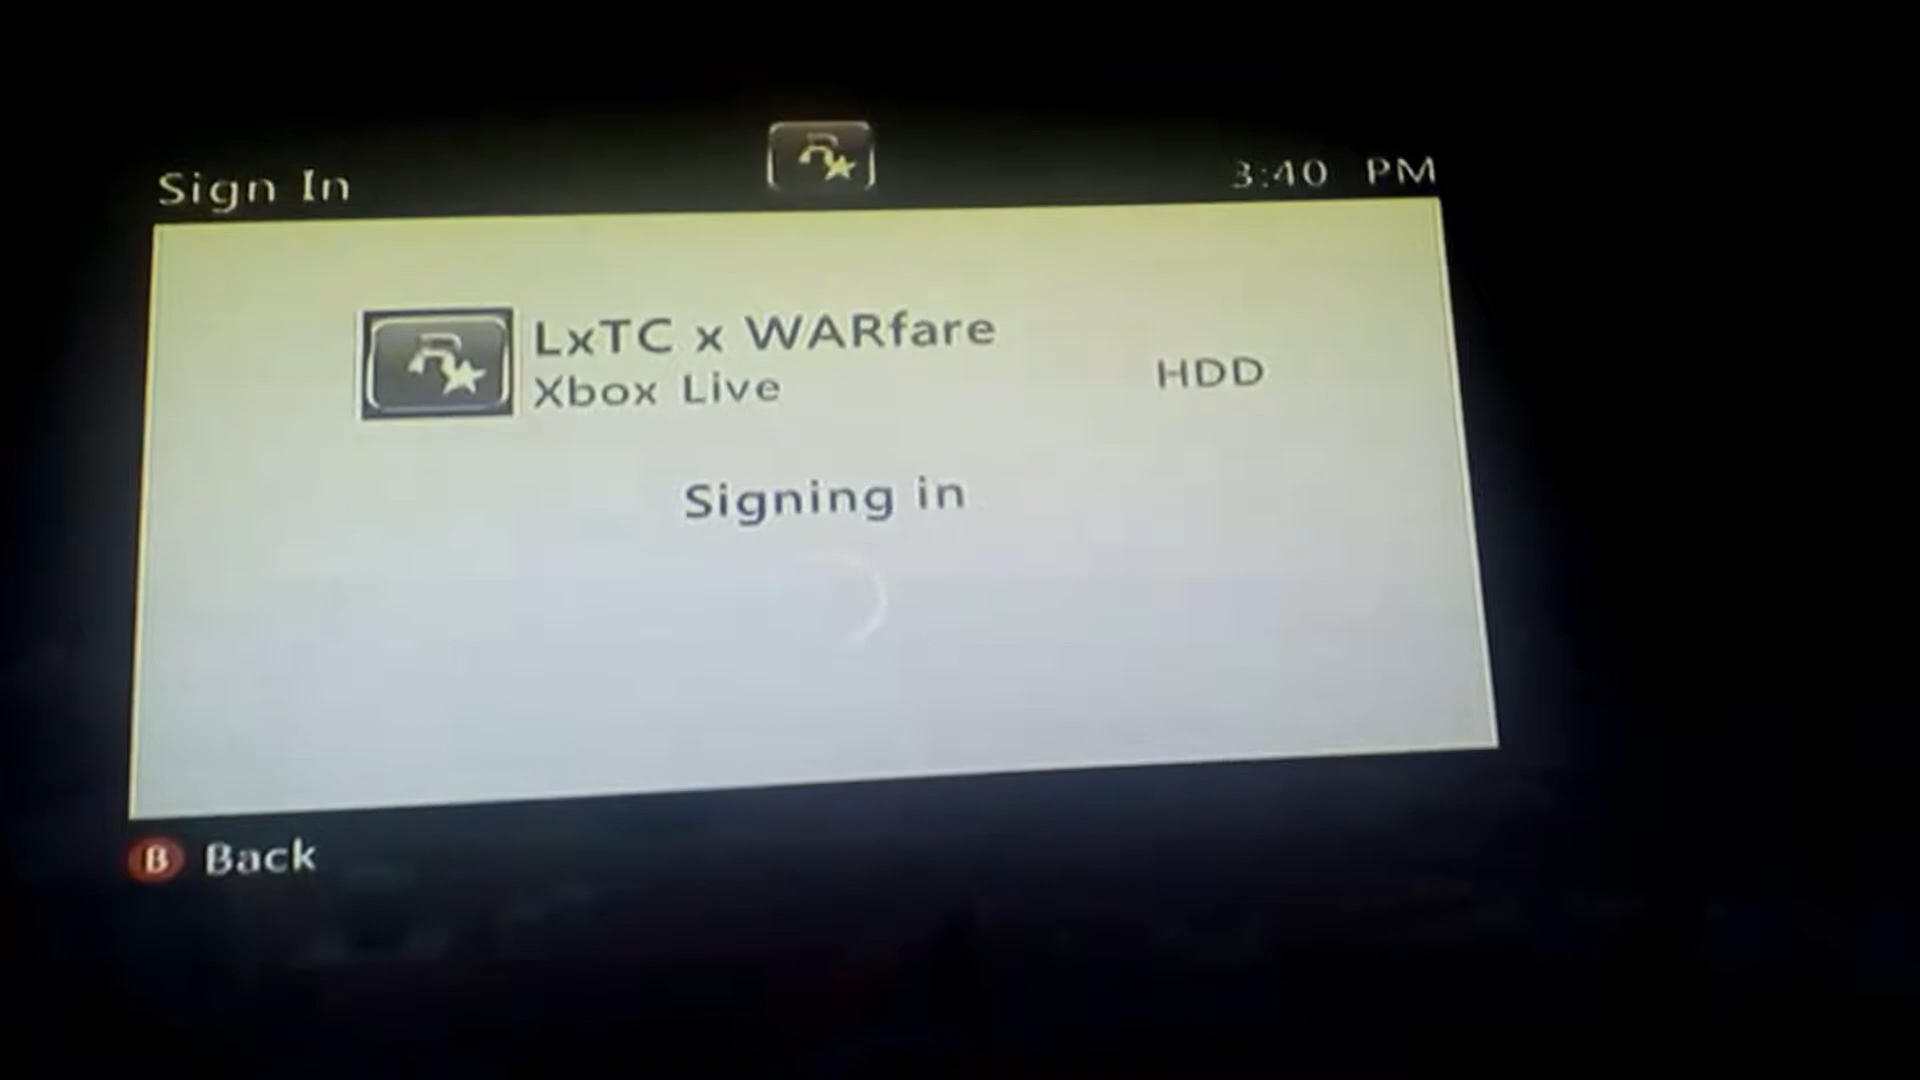 Sign In
3:40 PM
LxTC x WARfare
Xbox Live
HDD
Signing in
B Back